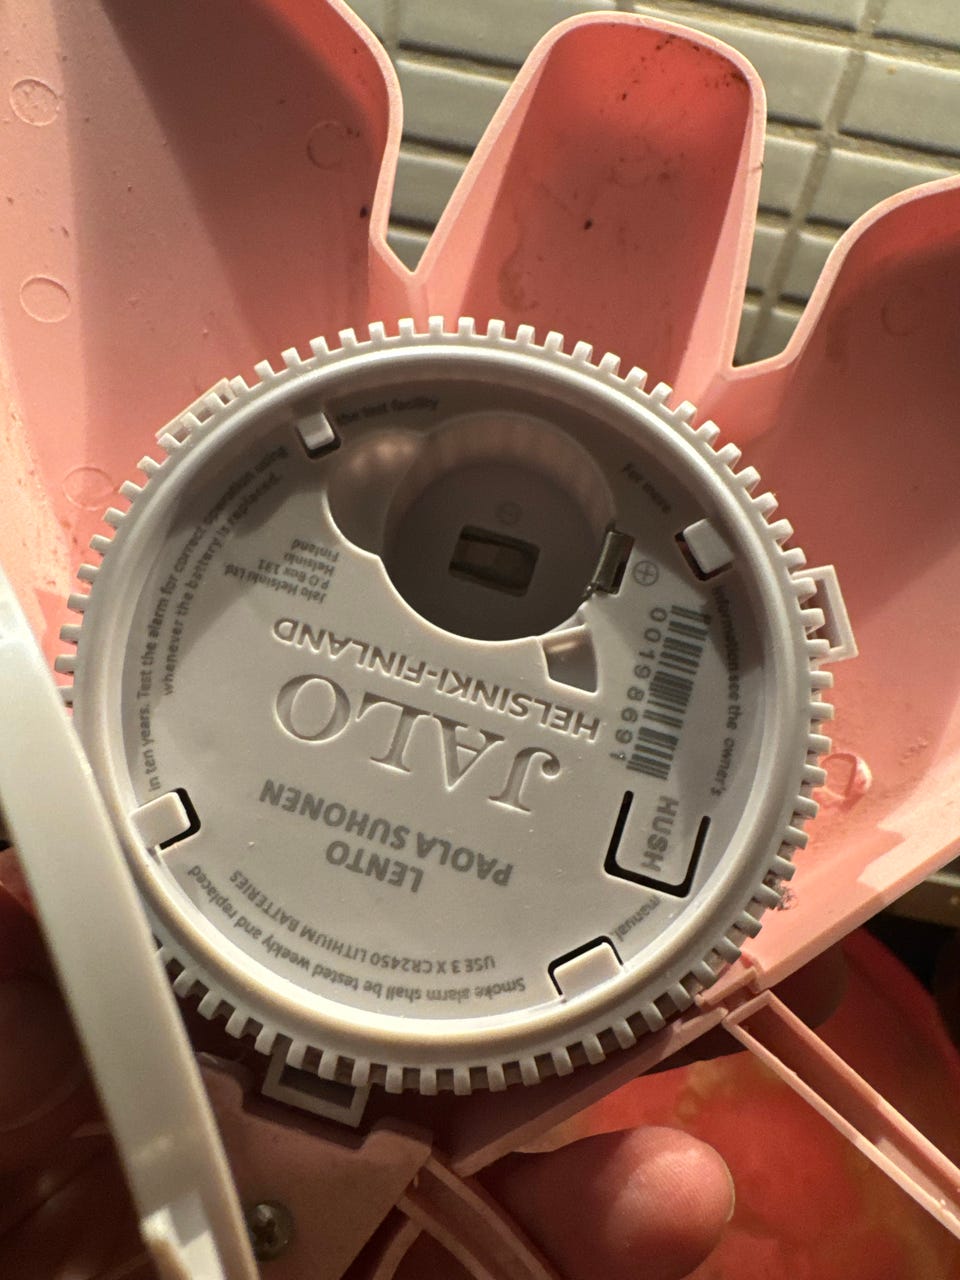 Smoke alarm shall be tested weekly and replaced
in ten years. Test the alarm for correct operation using
the test facility
whenever the battery is replaced.
For more
information see the owner's
manual
USE 3 X CR2450 LITHIUM BATTERIES
LENTO
PAOLA SUHONEN
JALO
HELSINKI-FINLAND
Jalo Helsinki Ltd.
P.O Box 131
Helsinki
Finland
00198691
HUSH
+
-